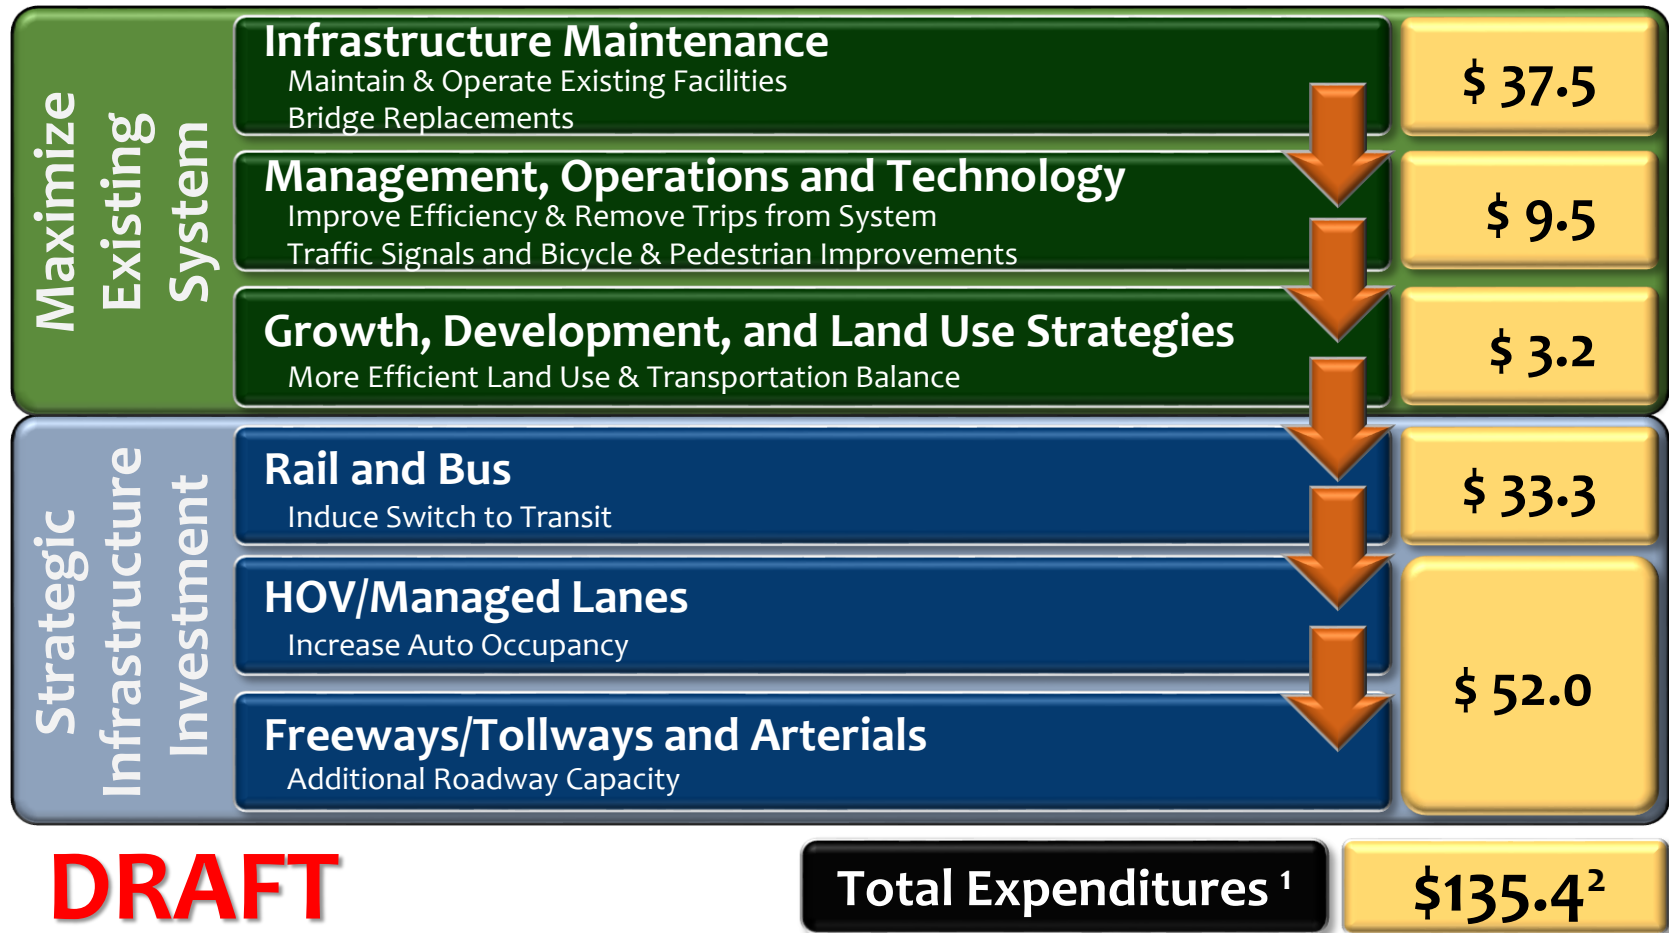 Maximize
Existing
System
Infrastructure Maintenance
Maintain & Operate Existing Facilities
Bridge Replacements
$ 37.5
Management, Operations and Technology
Improve Efficiency & Remove Trips from System
Traffic Signals and Bicycle & Pedestrian Improvements
$ 9.5
Growth, Development, and Land Use Strategies
More Efficient Land Use & Transportation Balance
$ 3.2
Strategic
Infrastructure
Investment
Rail and Bus
Induce Switch to Transit
$ 33.3
HOV/Managed Lanes
Increase Auto Occupancy
Freeways/Tollways and Arterials
Additional Roadway Capacity
$ 52.0
DRAFT
Total Expenditures ¹
$135.4²